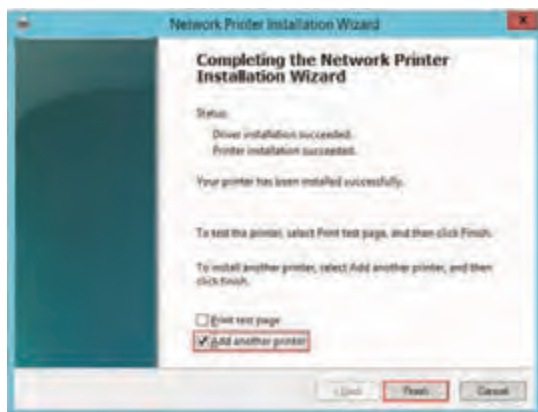 Network Printer Installation Wizard
Completing the Network Printer
Installation Wizard
Status:
Driver installation succeeded.
Printer installation succeeded.
Your printer has been installed successfully.
To test the printer, select Print test page, and then click Finish.
To install another printer, select Add another printer, and then
click Finish.
Print test page
Add another printer
< Back
Finish
Cancel